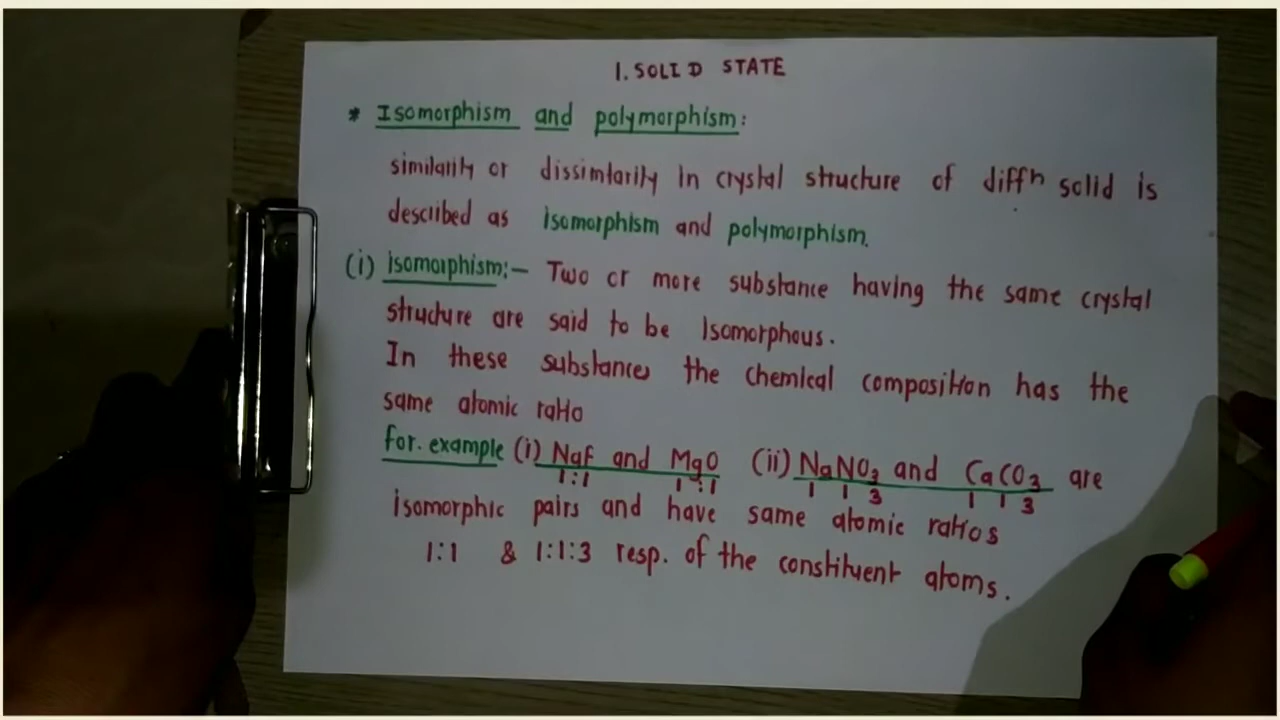 1. SOLID STATE
* Isomorphism and polymorphism:
similarity or dissimtarity in crystal structure of diffn solid is
described as isomorphism and polymorphism.
(i) isomorphism:- Two or more substance having the same crystal
structure are said to be Isomorphous.
In these substances the chemical composition has the
same atomic ratio
for. example (i) NaF and MgO (ii) NaNO3 and CaCO3 are
1:1 1:1 1 1 3 1 1 3
isomorphic pairs and have same atomic ratios
1:1 & 1:1:3 resp. of the constituent atoms.